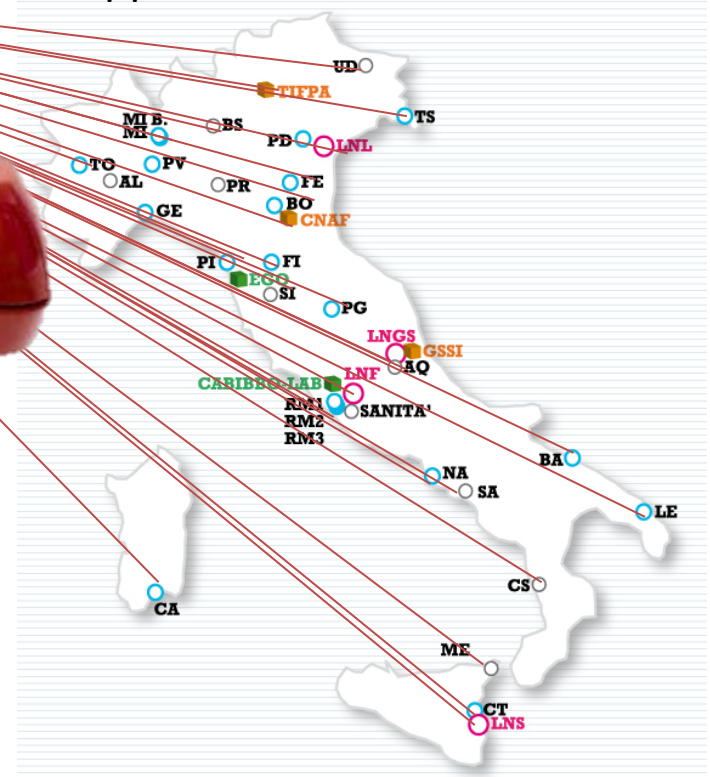 UD
TIFPA
TS
MI B.
MI
BS
PD
LNL
TO
PV
AL
PR
FE
BO
GE
CNAF
PI
FI
EGO
SI
PG
LNGS
GSSI
AQ
LNF
CABIBBO-LAB
RM1
SANITA'
RM2
RM3
BA
NA
SA
LE
CS
CA
ME
CT
LNS